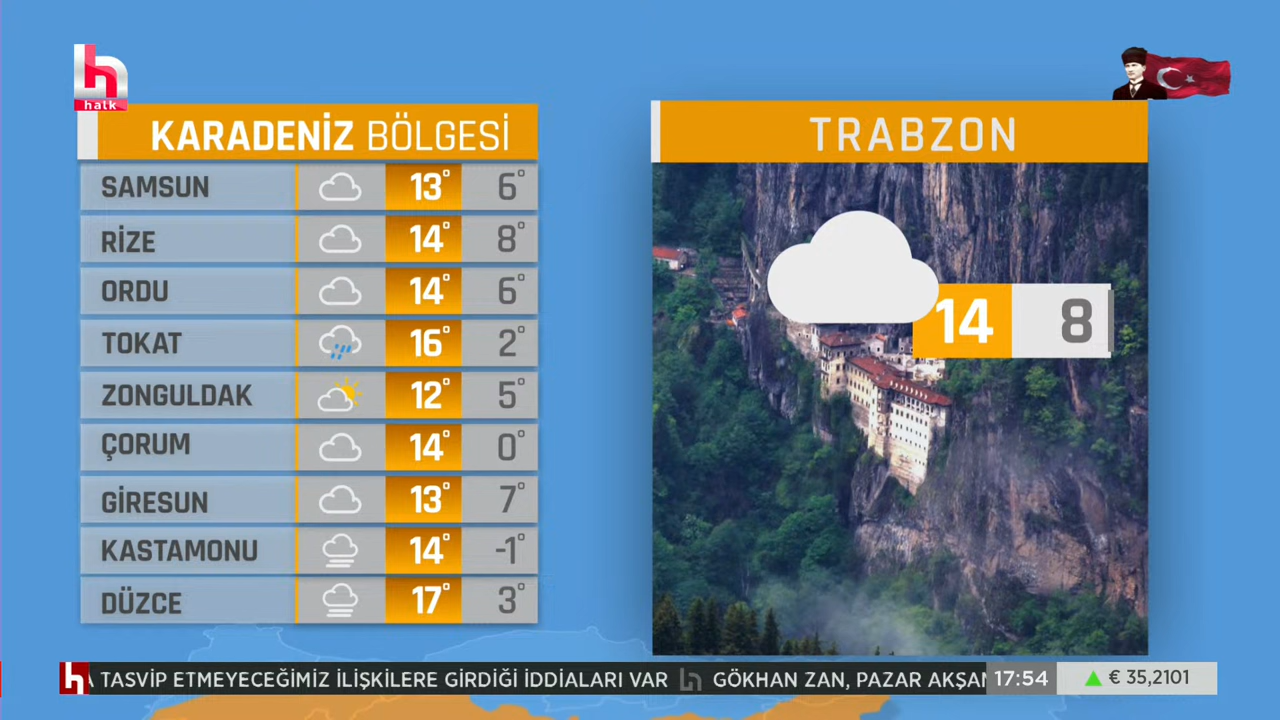 halk
KARADENİZ BÖLGESİ
SAMSUN 13° 6°
RİZE 14° 8°
ORDU 14° 6°
TOKAT 16° 2°
ZONGULDAK 12° 5°
ÇORUM 14° 0°
GİRESUN 13° 7°
KASTAMONU 14° -1°
DÜZCE 17° 3°
TRABZON
14 8
TASVİP ETMEYECEĞİMİZ İLİŞKİLERE GİRDİĞİ İDDİALARI VAR GÖKHAN ZAN, PAZAR AKŞAM 17:54 ▲ € 35,2101